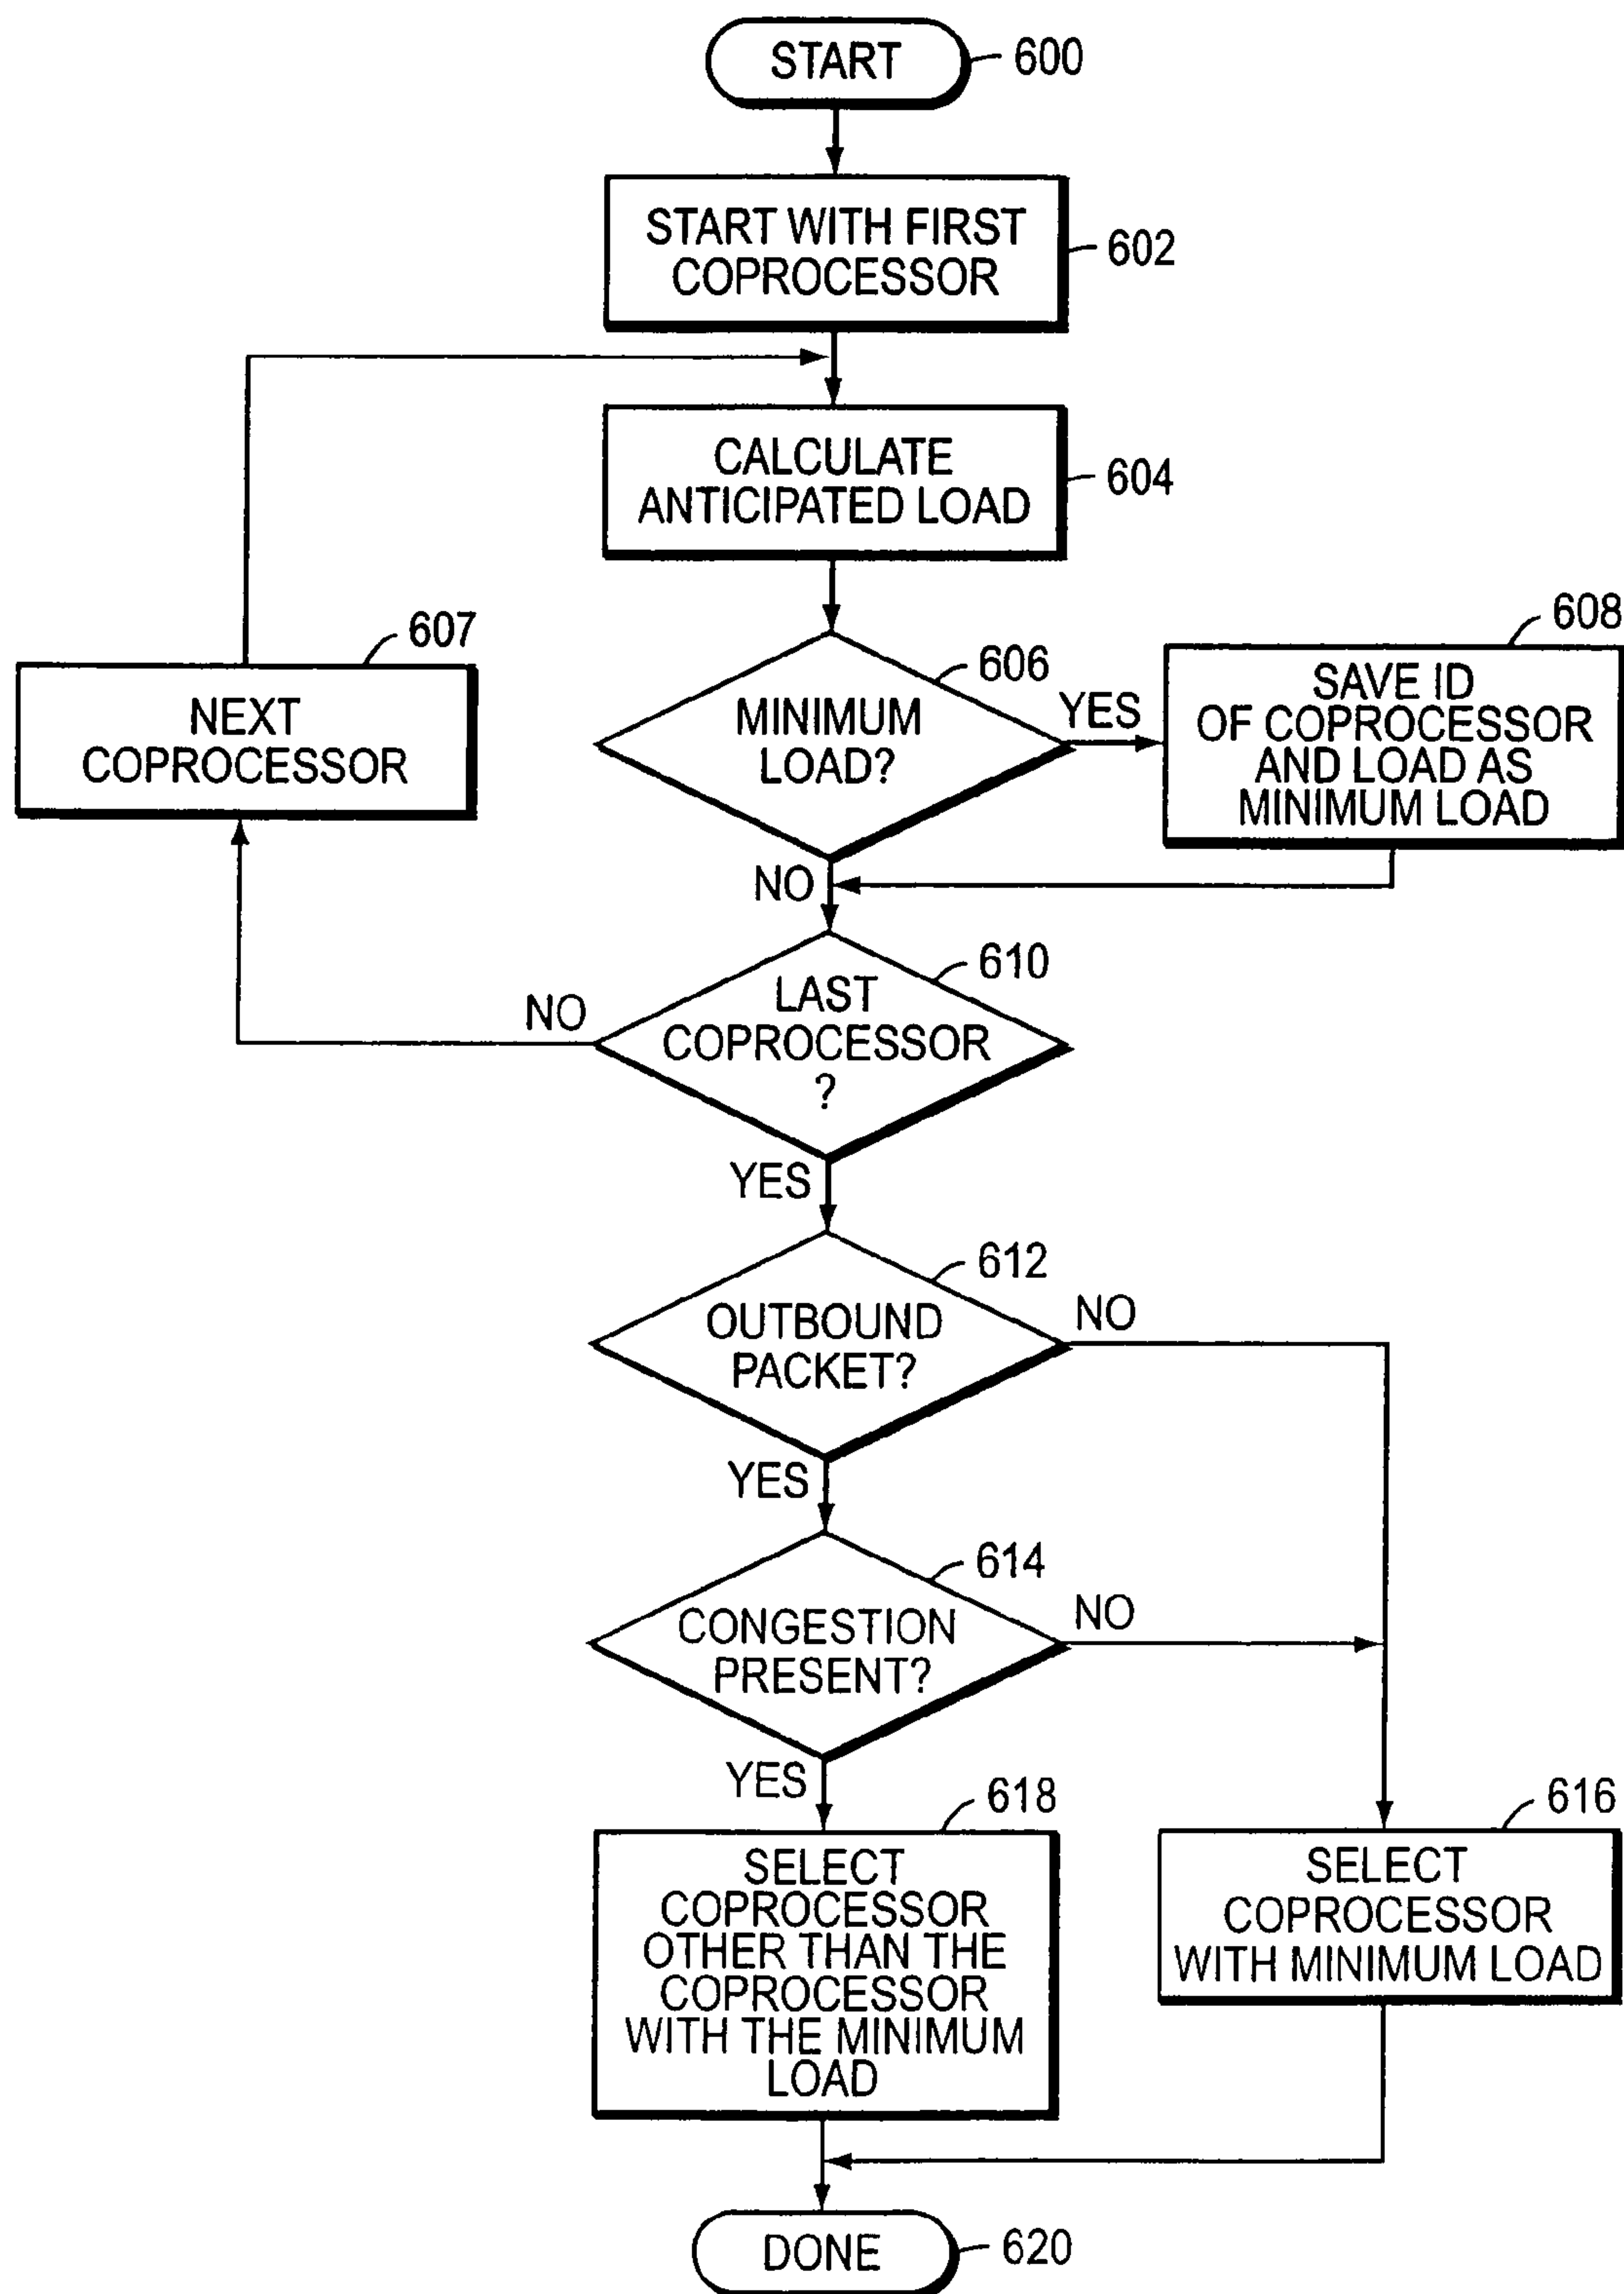 START
600
START WITH FIRST
COPROCESSOR
602
CALCULATE
ANTICIPATED LOAD
604
607
NEXT
COPROCESSOR
606
MINIMUM
LOAD?
YES
608
SAVE ID
OF COPROCESSOR
AND LOAD AS
MINIMUM LOAD
NO
610
LAST
COPROCESSOR
?
NO
YES
612
OUTBOUND
PACKET?
NO
YES
614
CONGESTION
PRESENT?
NO
YES
618
SELECT
COPROCESSOR
OTHER THAN THE
COPROCESSOR
WITH THE MINIMUM
LOAD
616
SELECT
COPROCESSOR
WITH MINIMUM LOAD
DONE
620